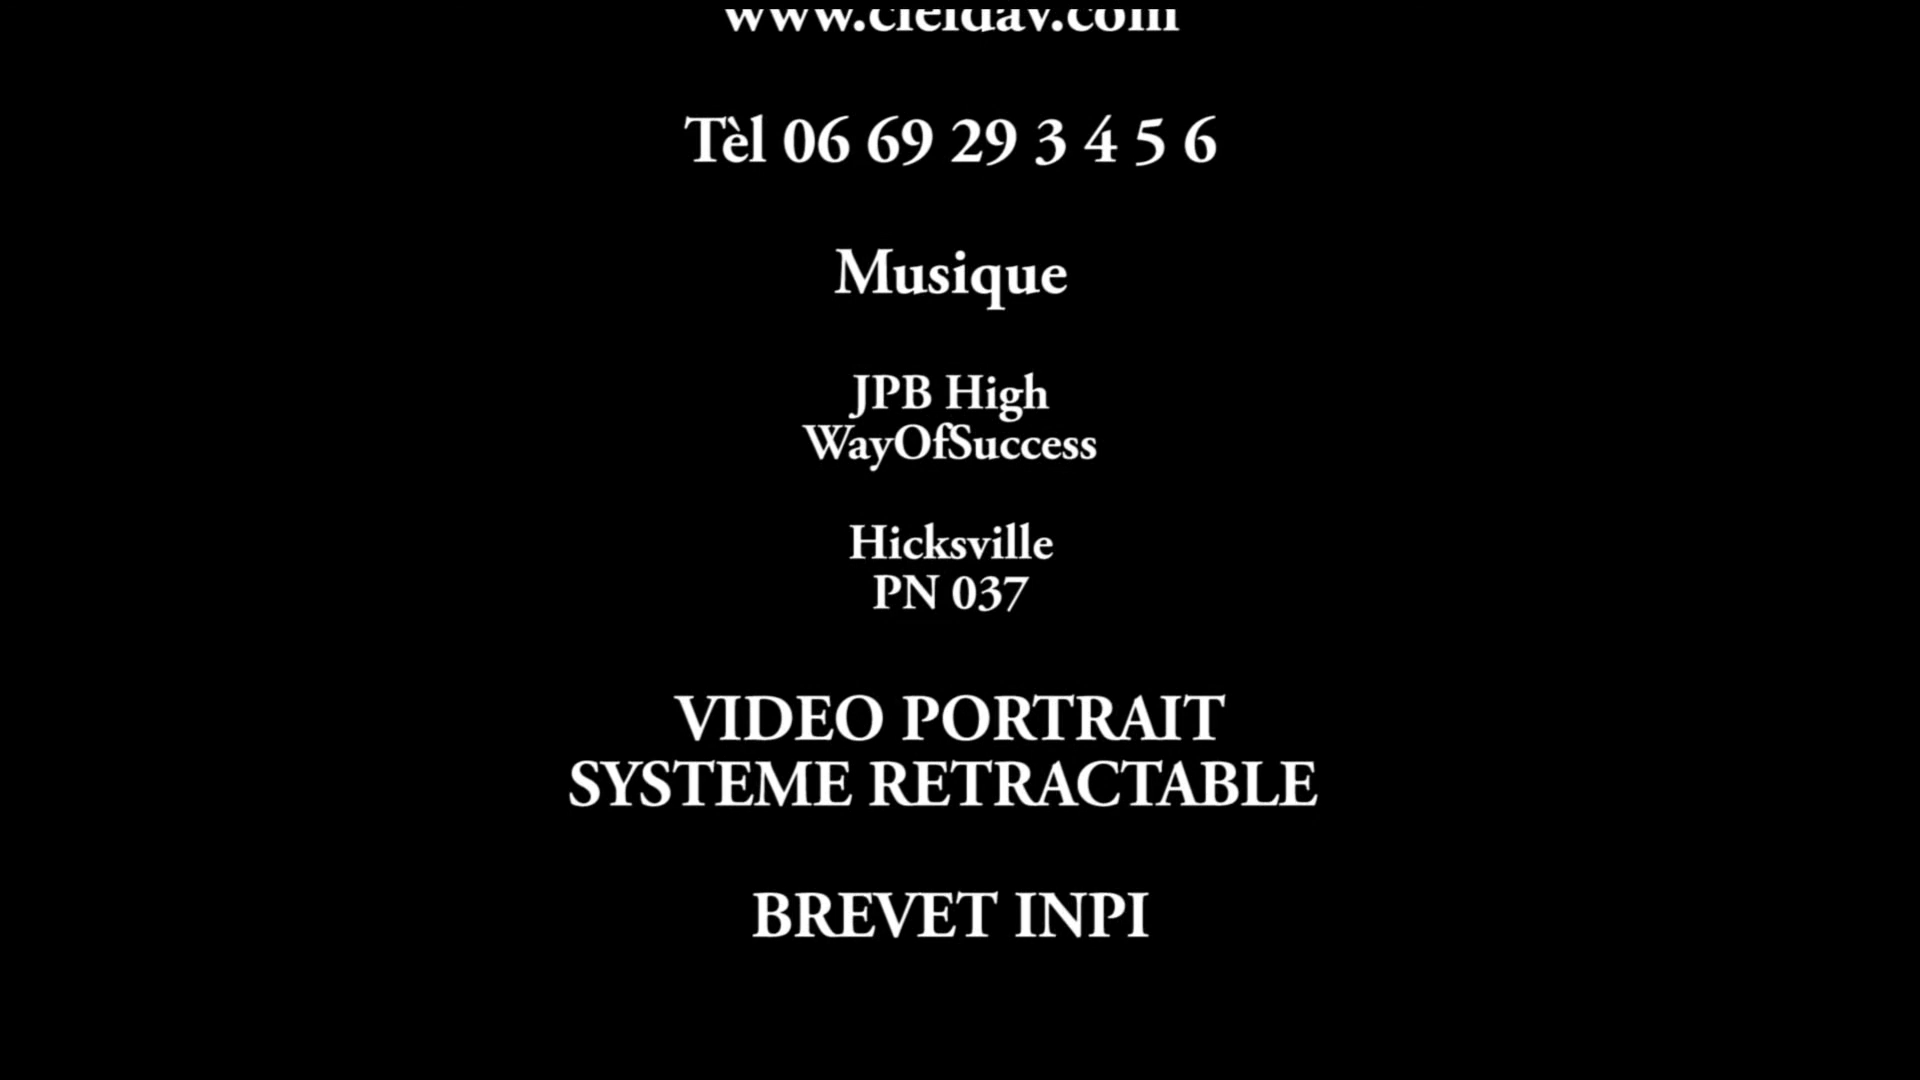 Tèl 06 69 29 3 4 5 6
Musique
JPB High
WayOfSuccess
Hicksville
PN 037
VIDEO PORTRAIT
SYSTEME RETRACTABLE
BREVET INPI